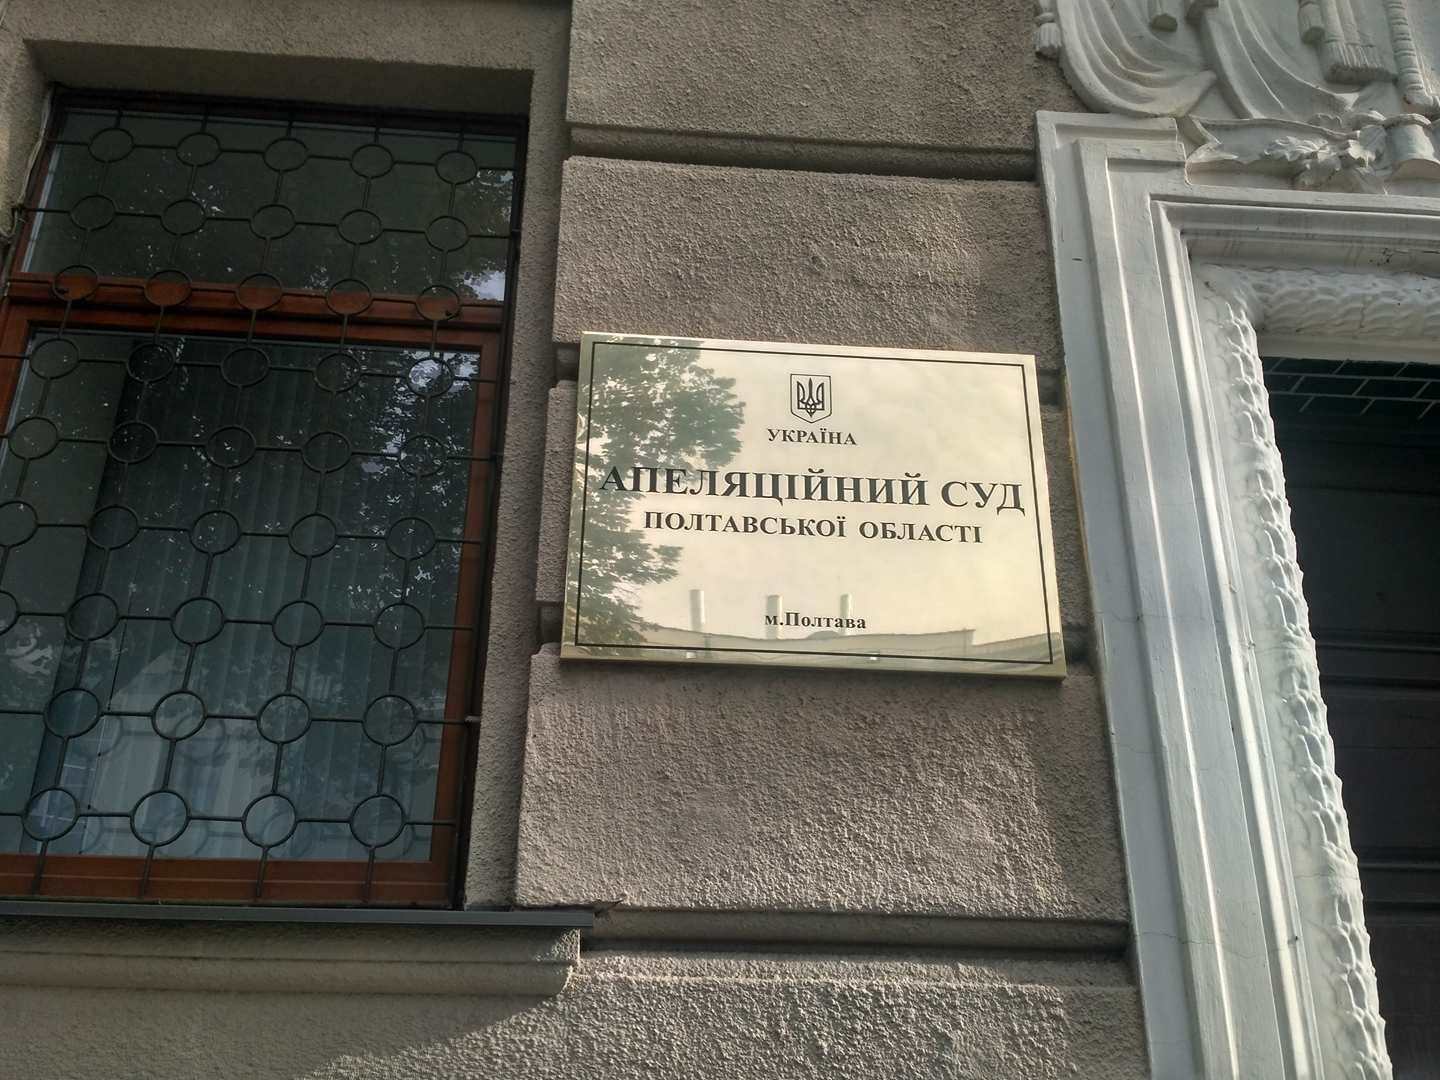 УКРАЇНА
АПЕЛЯЦІЙНИЙ СУД
ПОЛТАВСЬКОЇ ОБЛАСТІ
м.Полтава